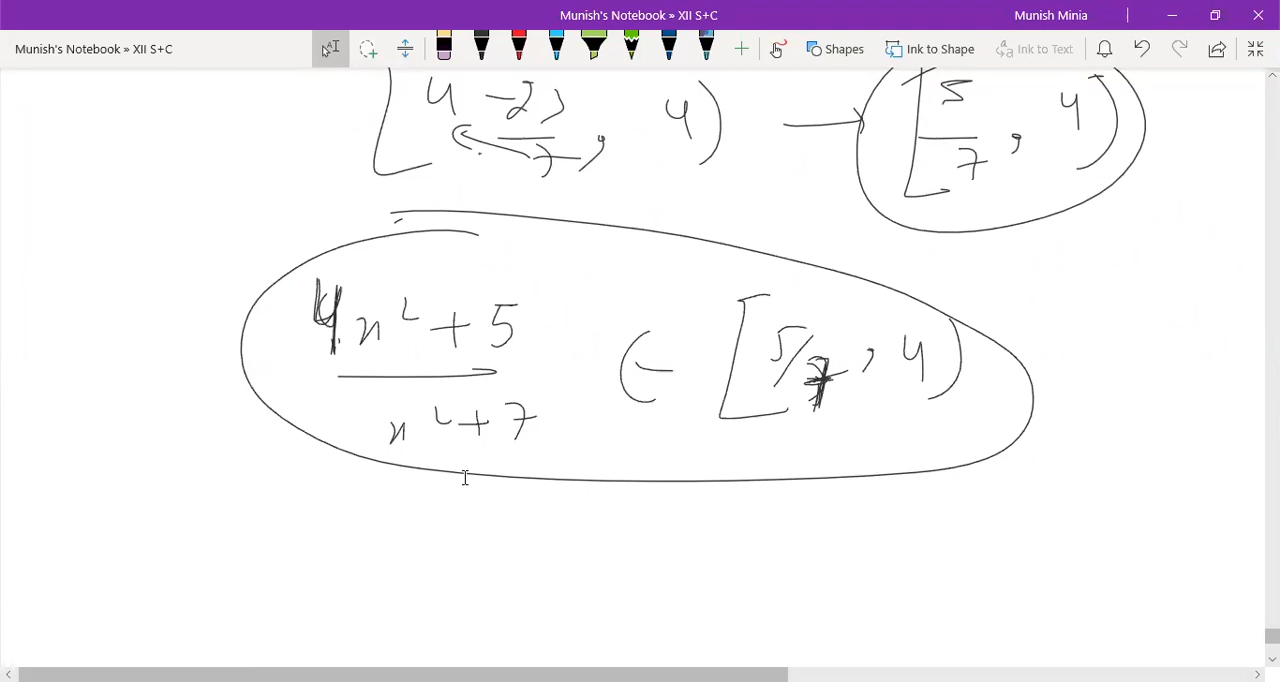 Munish's Notebook » XII S+C
Munish Minia
Munish's Notebook » XII S+C
Shapes
Ink to Shape
Ink to Text
[4 - 23/7, 4) → [5/7, 4)
4x² + 5 / x² + 7 ∈ [5/7, 4)